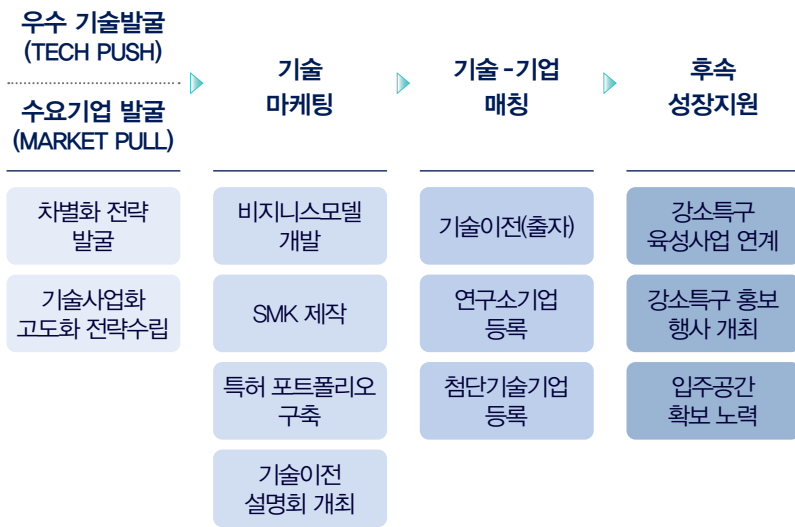 우수 기술발굴
(TECH PUSH)
수요기업 발굴
(MARKET PULL)
기술
마케팅
기술-기업
매칭
후속
성장지원
차별화 전략
발굴
기술사업화
고도화 전략수립
비지니스모델
개발
SMK 제작
특허 포트폴리오
구축
기술이전
설명회 개최
기술이전(출자)
연구소기업
등록
첨단기술기업
등록
강소특구
육성사업 연계
강소특구 홍보
행사 개최
입주공간
확보 노력